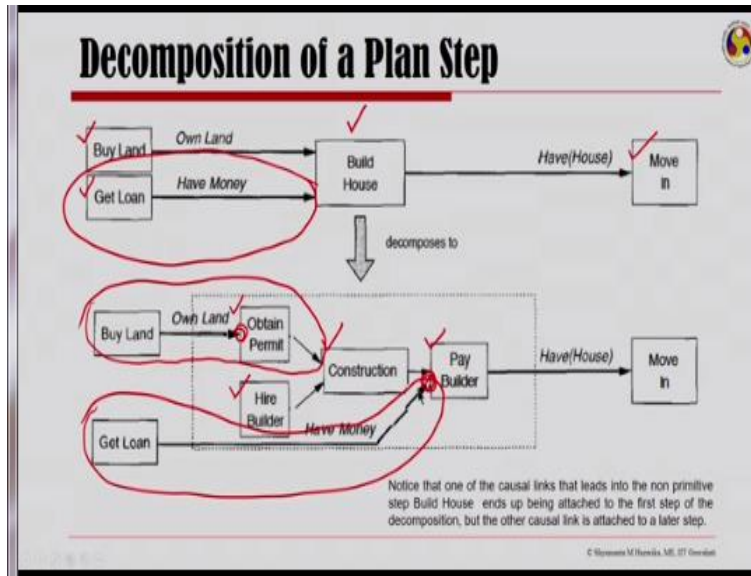 Decomposition of a Plan Step
Buy Land
Own Land
Get Loan
Have Money
Build
House
Have(House)
Move
In
decomposes to
Buy Land
Own Land
Obtain
Permit
Hire
Builder
Construction
Pay
Builder
Have(House)
Move
In
Get Loan
Have Money
Notice that one of the causal links that leads into the non primitive
step Build House ends up being attached to the first step of the
decomposition, but the other causal link is attached to a later step.